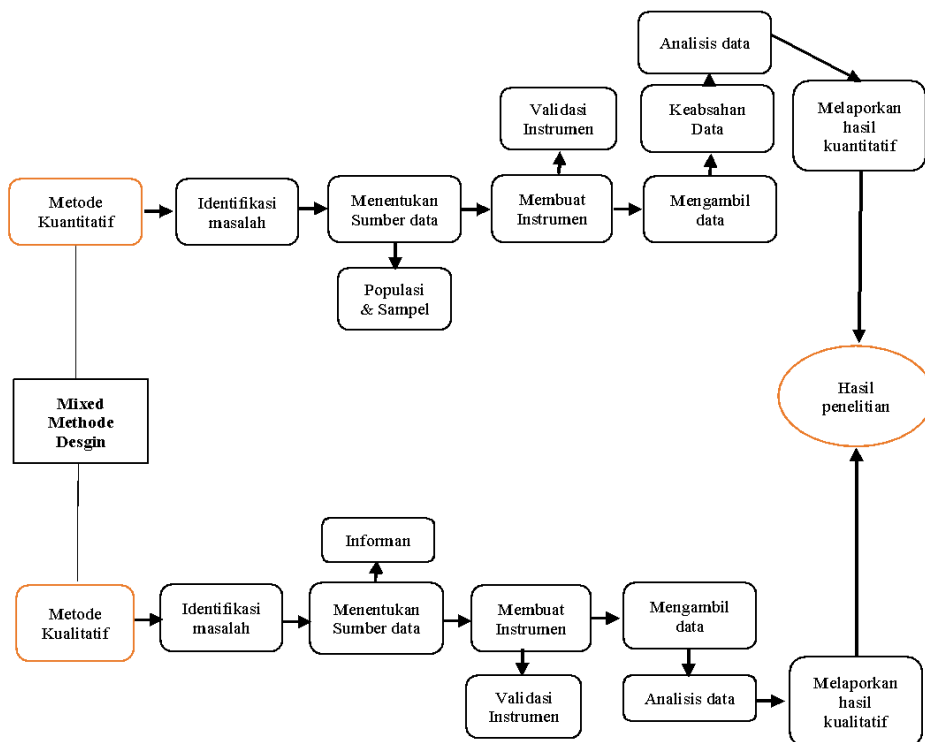 Analisis data
Melaporkan
hasil
kuantitatif
Validasi
Instrumen
Keabsahan
Data
Metode
Kuantitatif
Identifikasi
masalah
Menentukan
Sumber data
Membuat
Instrumen
Mengambil
data
Populasi
& Sampel
Mixed
Methode
Desgin
Hasil
penelitian
Informan
Metode
Kualitatif
Identifikasi
masalah
Menentukan
Sumber data
Membuat
Instrumen
Mengambil
data
Validasi
Instrumen
Analisis data
Melaporkan
hasil
kualitatif